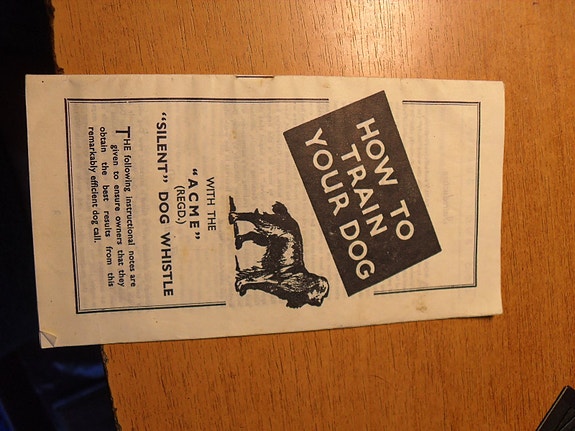 HOW TO
TRAIN
YOUR DOG
WITH THE
"ACME"
(REGD.)
"SILENT" DOG WHISTLE
THE following instructional notes are
given to ensure owners that they
obtain the best results from this
remarkably efficient dog call.